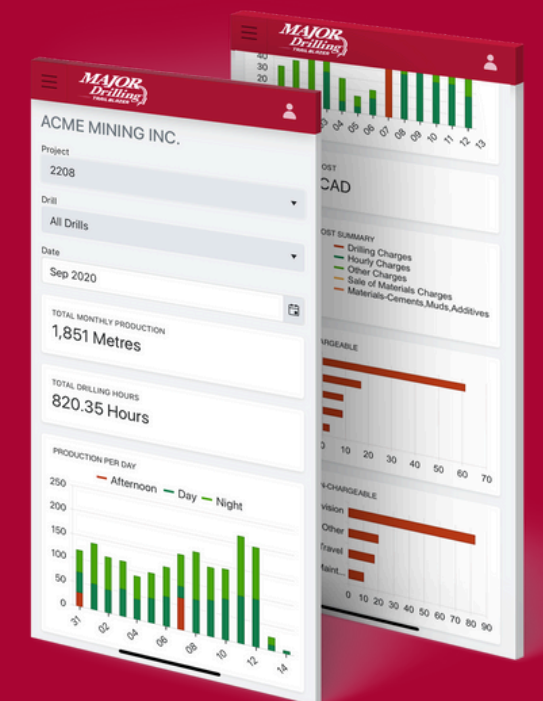 MAJOR
Drilling
TRAIL BLAZER
ACME MINING INC.
Project
2208
Drill
All Drills
Date
Sep 2020
TOTAL MONTHLY PRODUCTION
1,851 Metres
TOTAL DRILLING HOURS
820.35 Hours
PRODUCTION PER DAY
Afternoon Day Night
250
200
150
100
50
0
31 02 04 06 08 10 12 14
MAJOR
Drilling
TRAIL BLAZER
40
30
20
03 04 05 06 07 08 09 10 11 12 13
OST
CAD
OST SUMMARY
Drilling Charges
Hourly Charges
Other Charges
Sale of Materials Charges
Materials-Cements,Muds,Additives
ARGEABLE
0 10 20 30 40 50 60 70
N-CHARGEABLE
vision
Other
Travel
Maint...
0 10 20 30 40 50 60 70 80 90